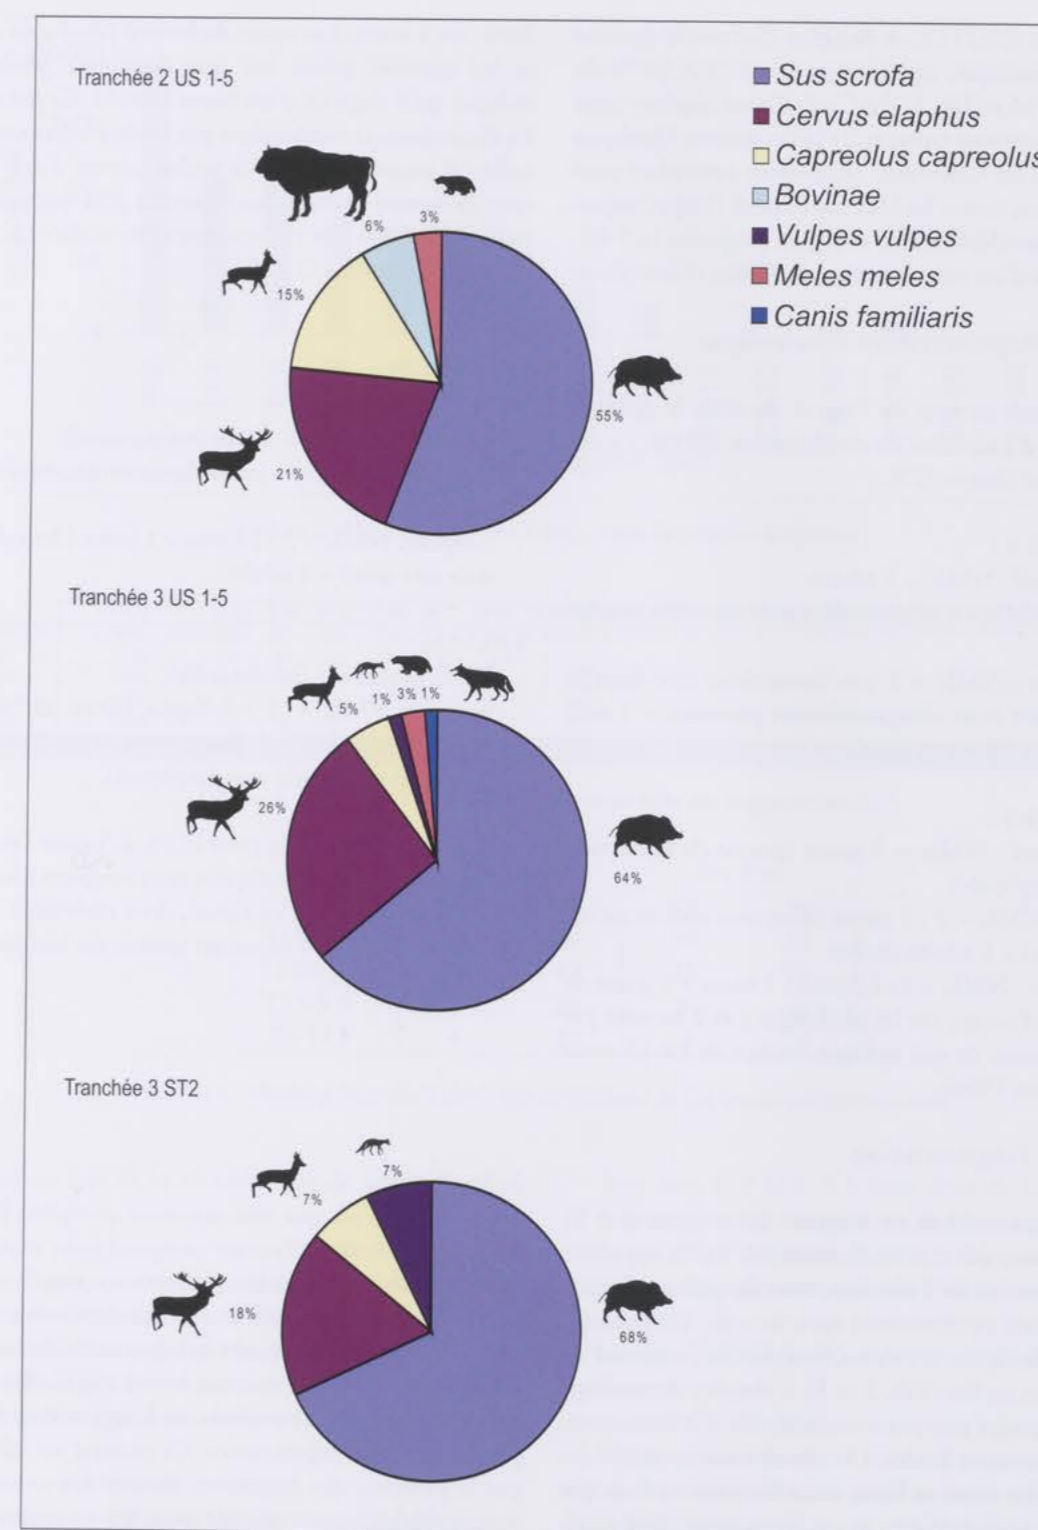 Tranchée 2 US 1-5
Sus scrofa
Cervus elaphus
Capreolus capreolus
Bovinae
Vulpes vulpes
Meles meles
Canis familiaris
6%
3%
15%
55%
21%
Tranchée 3 US 1-5
5%
1%
3%
1%
26%
64%
Tranchée 3 ST2
7%
7%
18%
68%